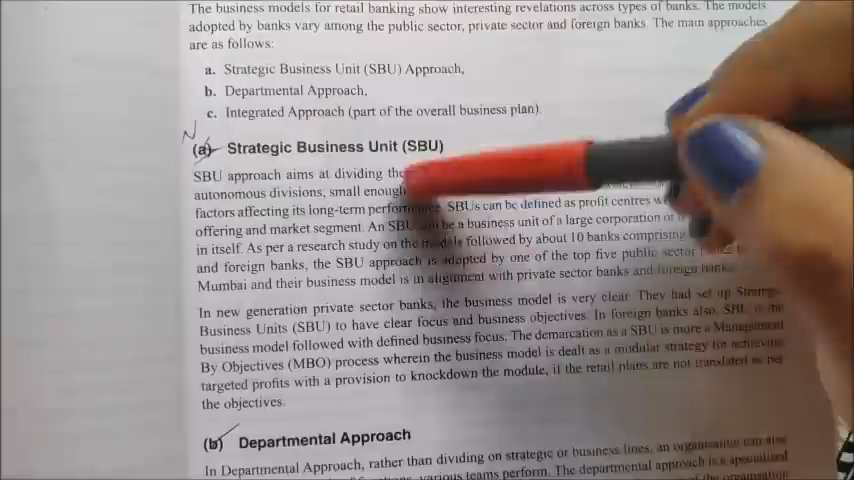 The business models for retail banking show interesting revelations across types of banks. The models
adopted by banks vary among the public sector, private sector and foreign banks. The main approaches
are as follows:
a. Strategic Business Unit (SBU) Approach,
b. Departmental Approach,
c. Integrated Approach (part of the overall business plan).
(a) Strategic Business Unit (SBU)
SBU approach aims at dividing the
autonomous divisions, small enough
factors affecting its long-term performance. SBUs can be defined as profit centres
offering and market segment. An SBU can be a business unit of a large corporation or
in itself. As per a research study on the models followed by about 10 banks comprising
and foreign banks, the SBU approach is adopted by one of the top five public sector
Mumbai and their business model is in alignment with private sector banks and foreign banks
In new generation private sector banks, the business model is very clear. They had set up Strategic
Business Units (SBU) to have clear focus and business objectives. In foreign banks also, SBU is the
business model followed with defined business focus. The demarcation as a SBU is more a Management
By Objectives (MBO) process wherein the business model is dealt as a modular strategy for achieving
targeted profits with a provision to knockdown the module, if the retail plans are not translated as per
the objectives.
(b) Departmental Approach
In Departmental Approach, rather than dividing on strategic or business lines, an organisation can also
various teams perform. The departmental approach is a specialised
of the organisation